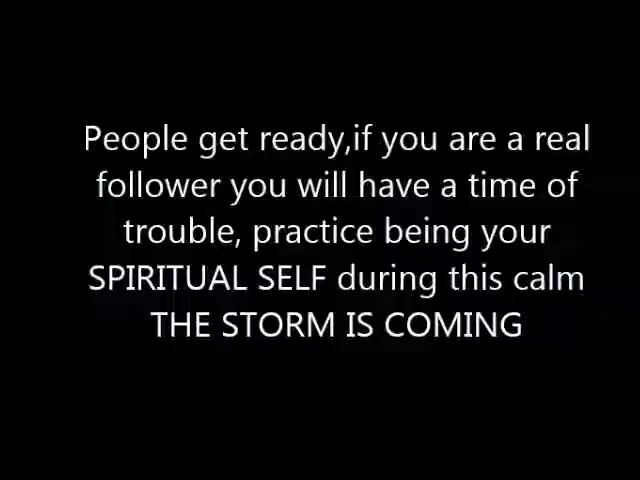 People get ready,if you are a real
follower you will have a time of
trouble, practice being your
SPIRITUAL SELF during this calm
THE STORM IS COMING